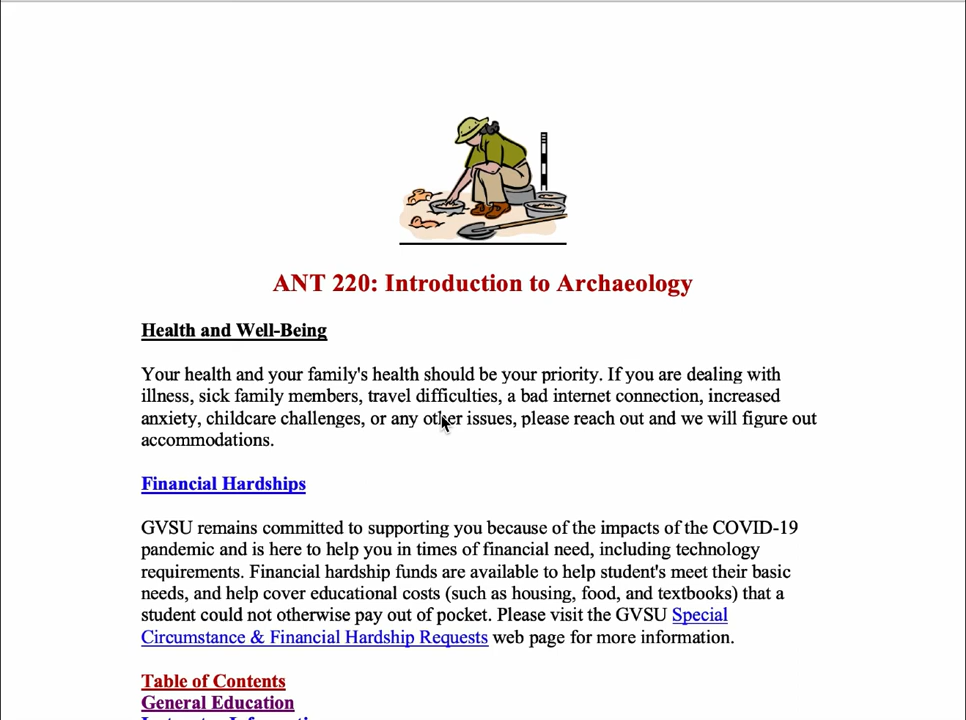 ANT 220: Introduction to Archaeology
Health and Well-Being
Your health and your family's health should be your priority. If you are dealing with
illness, sick family members, travel difficulties, a bad internet connection, increased
anxiety, childcare challenges, or any other issues, please reach out and we will figure out
accommodations.
Financial Hardships
GVSU remains committed to supporting you because of the impacts of the COVID-19
pandemic and is here to help you in times of financial need, including technology
requirements. Financial hardship funds are available to help student's meet their basic
needs, and help cover educational costs (such as housing, food, and textbooks) that a
student could not otherwise pay out of pocket. Please visit the GVSU Special
Circumstance & Financial Hardship Requests web page for more information.
Table of Contents
General Education